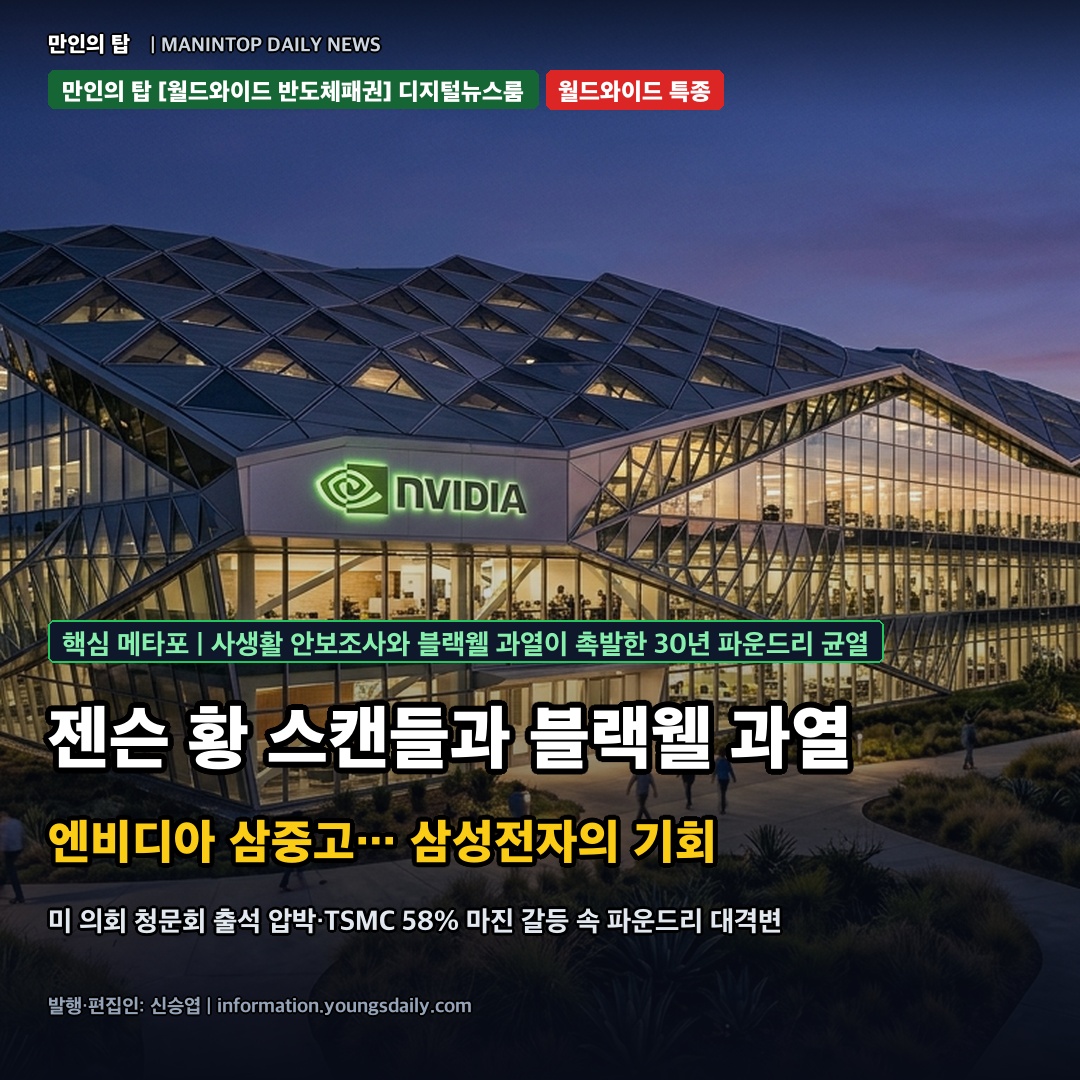 만인의 탑 | MANINTOP DAILY NEWS
만인의 탑 [월드와이드 반도체패권] 디지털뉴스룸 월드와이드 특종
NVIDIA
핵심 메타포 | 사생활 안보조사와 블랙웰 과열이 촉발한 30년 파운드리 균열
젠슨 황 스캔들과 블랙웰 과열
엔비디아 삼중고… 삼성전자의 기회
미 의회 청문회 출석 압박·TSMC 58% 마진 갈등 속 파운드리 대격변
발행·편집인: 신승엽 | information.youngsdaily.com